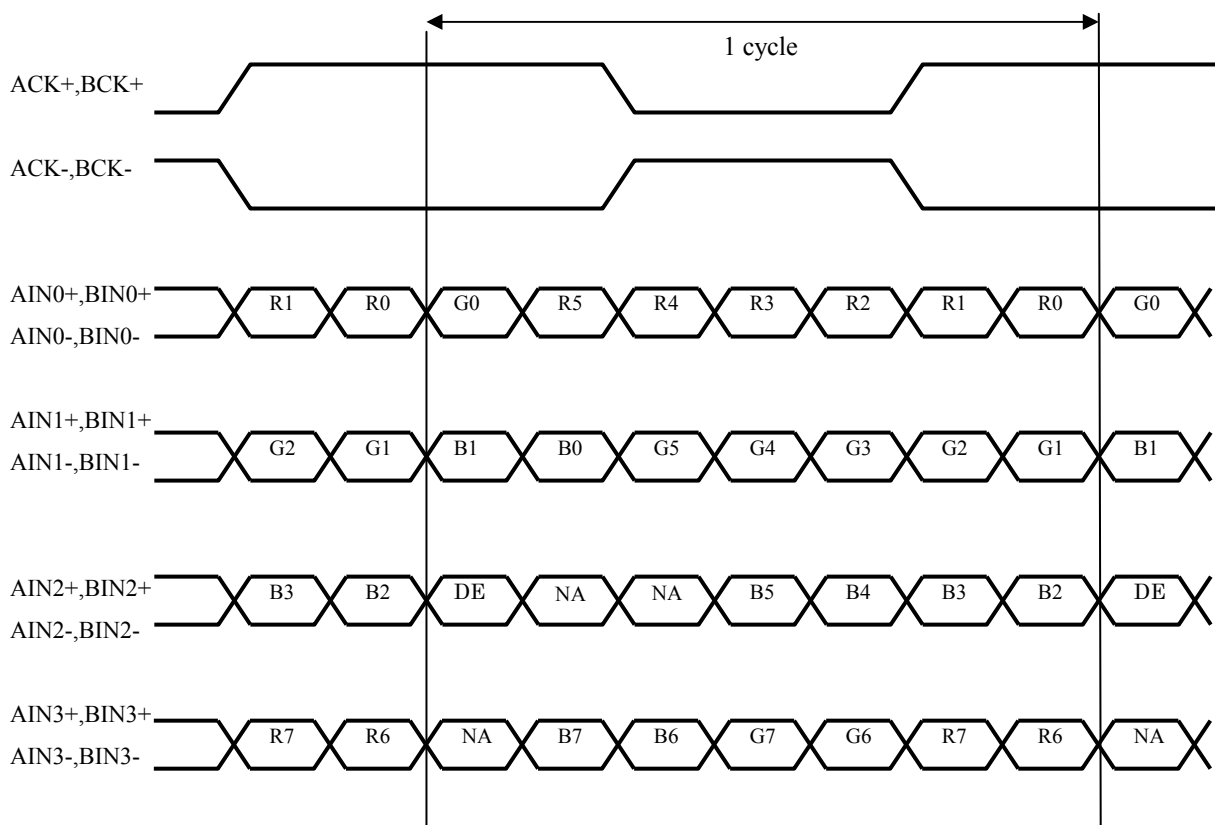 1 cycle
ACK+,BCK+
ACK-,BCK-
AIN0+,BIN0+
R1 R0 G0 R5 R4 R3 R2 R1 R0 G0
AIN0-,BIN0-
AIN1+,BIN1+
G2 G1 B1 B0 G5 G4 G3 G2 G1 B1
AIN1-,BIN1-
AIN2+,BIN2+
B3 B2 DE NA NA B5 B4 B3 B2 DE
AIN2-,BIN2-
AIN3+,BIN3+
R7 R6 NA B7 B6 G7 G6 R7 R6 NA
AIN3-,BIN3-